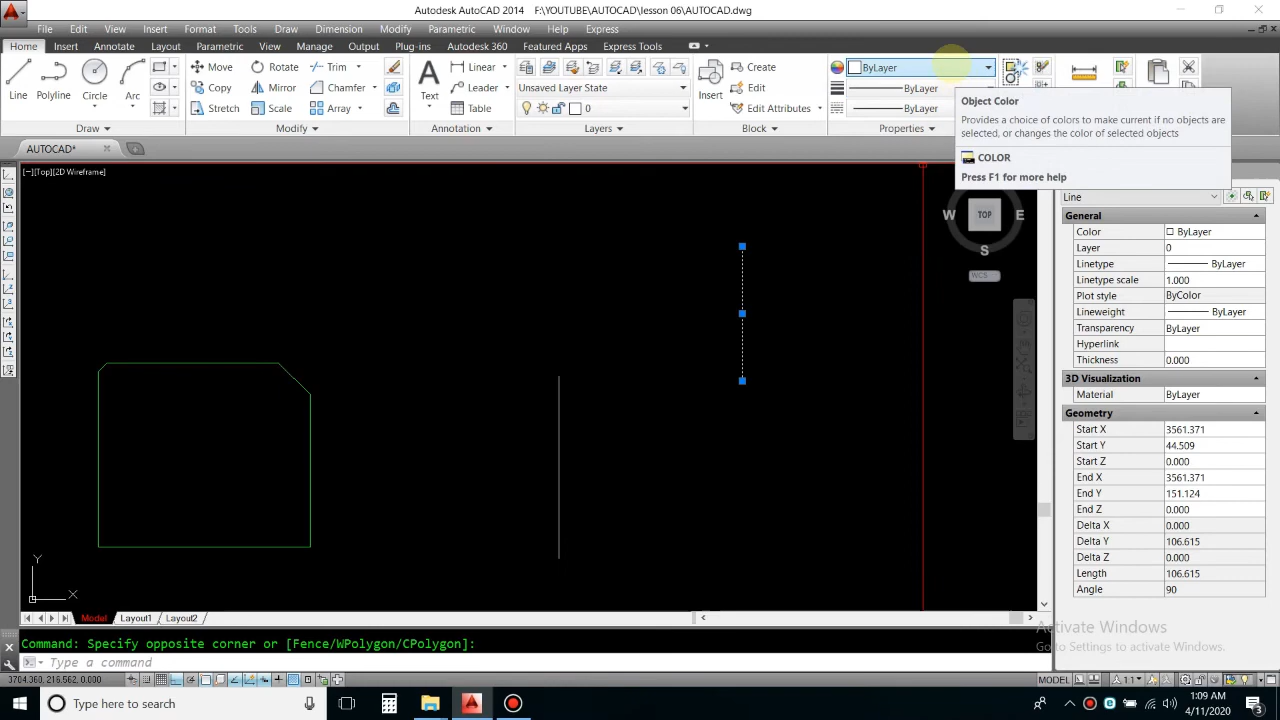 Autodesk AutoCAD 2014 F:\YOUTUBE\AUTOCAD\lesson 06\AUTOCAD.dwg
File Edit View Insert Format Tools Draw Dimension Modify Parametric Window Help Express
Home Insert Annotate Layout Parametric View Manage Output Plug-ins Autodesk 360 Featured Apps Express Tools
Line Polyline Circle Arc
Move Rotate Trim
Copy Mirror Chamfer
Stretch Scale Array
Text Linear
Leader
Table
Unsaved Layer State
0
Insert Create
Edit
Edit Attributes
ByLayer
ByLayer
ByLayer
Draw Modify Annotation Layers Block Properties
Object Color
Provides a choice of colors to make current if no objects are
selected, or changes the color of selected objects
COLOR
Press F1 for more help
AUTOCAD*
[-][Top][2D Wireframe]
W TOP E
S
WCS
Line
General
Color ByLayer
Layer 0
Linetype ByLayer
Linetype scale 1.000
Plot style ByColor
Lineweight ByLayer
Transparency ByLayer
Hyperlink
Thickness 0.000
3D Visualization
Material ByLayer
Geometry
Start X 3561.371
Start Y 44.509
Start Z 0.000
End X 3561.371
End Y 151.124
End Z 0.000
Delta X 0.000
Delta Y 106.615
Delta Z 0.000
Length 106.615
Angle 90
Y
X
Model Layout1 Layout2
Command: Specify opposite corner or [Fence/WPolygon/CPolygon]:
Type a command
Activate Windows
Go to Settings to activate Windows.
3704.360, 216.562, 0.000
MODEL 1:1
Type here to search
1:09 AM
4/11/2020
3